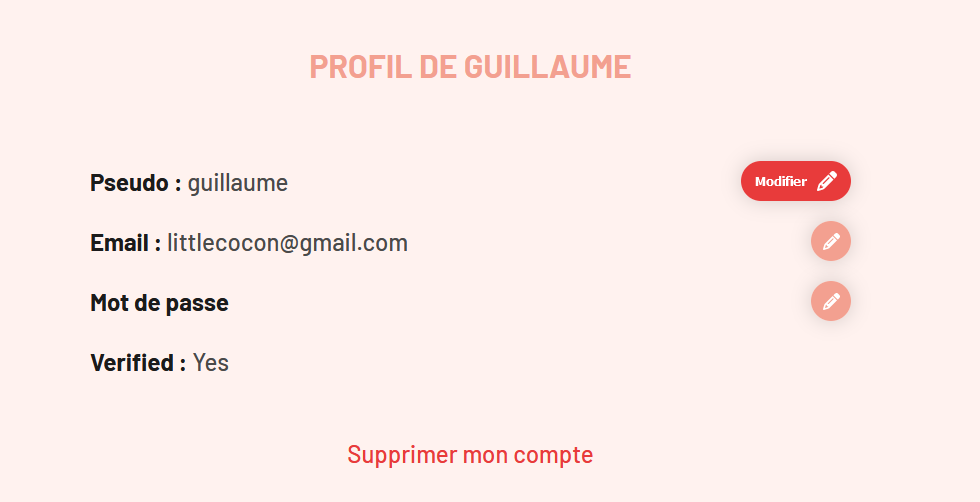 PROFIL DE GUILLAUME
Pseudo : guillaume
Modifier
Email : littlecocon@gmail.com
Mot de passe
Verified : Yes
Supprimer mon compte